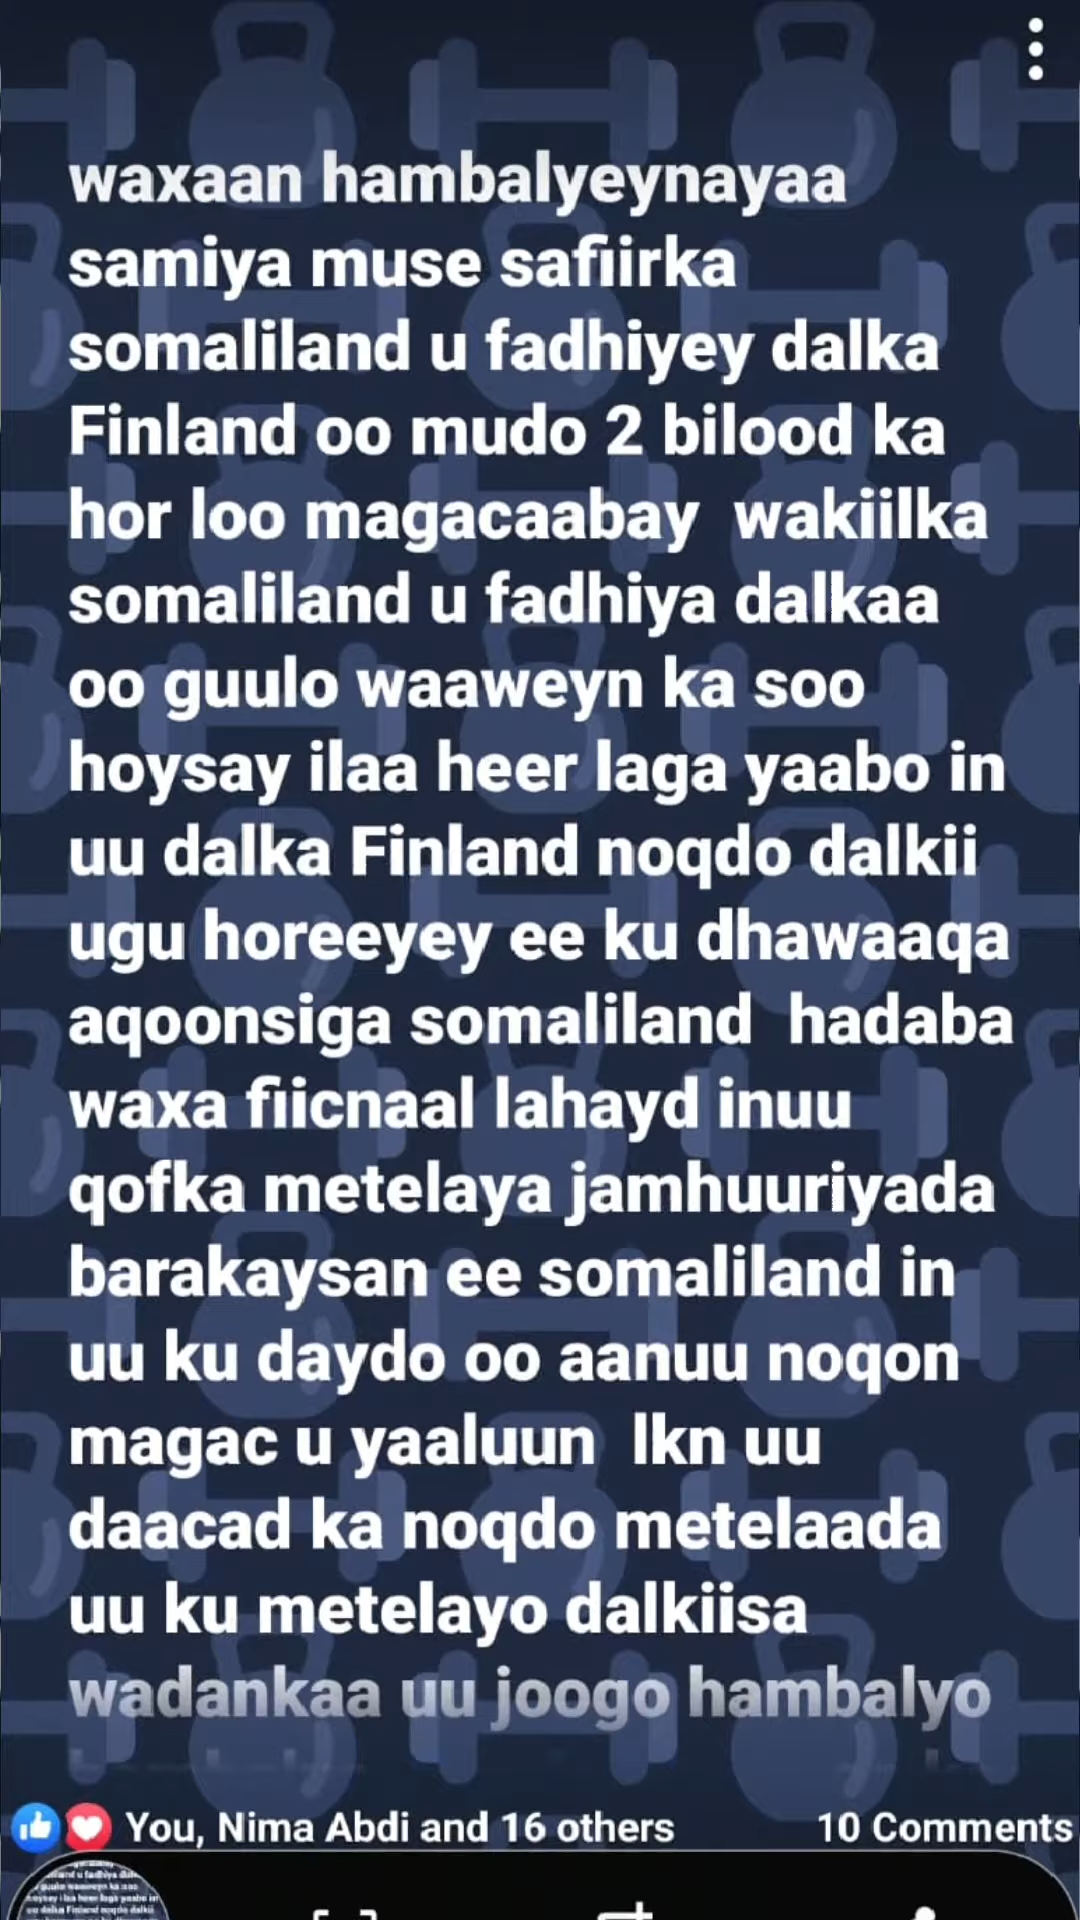 waxaan hambalyeynayaa
samiya muse safiirka
somaliland u fadhiyey dalka
Finland oo mudo 2 bilood ka
hor loo magacaabay wakiilka
somaliland u fadhiya dalkaa
oo guulo waaweyn ka soo
hoysay ilaa heer laga yaabo in
uu dalka Finland noqdo dalkii
ugu horeeyey ee ku dhawaaqa
aqoonsiga somaliland hadaba
waxa fiicnaal lahayd inuu
qofka metelaya jamhuuriyada
barakaysan ee somaliland in
uu ku daydo oo aanuu noqon
magac u yaaluun lkn uu
daacad ka noqdo metelaada
uu ku metelayo dalkiisa
wadankaa uu joogo hambalyo
You, Nima Abdi and 16 others
10 Comments